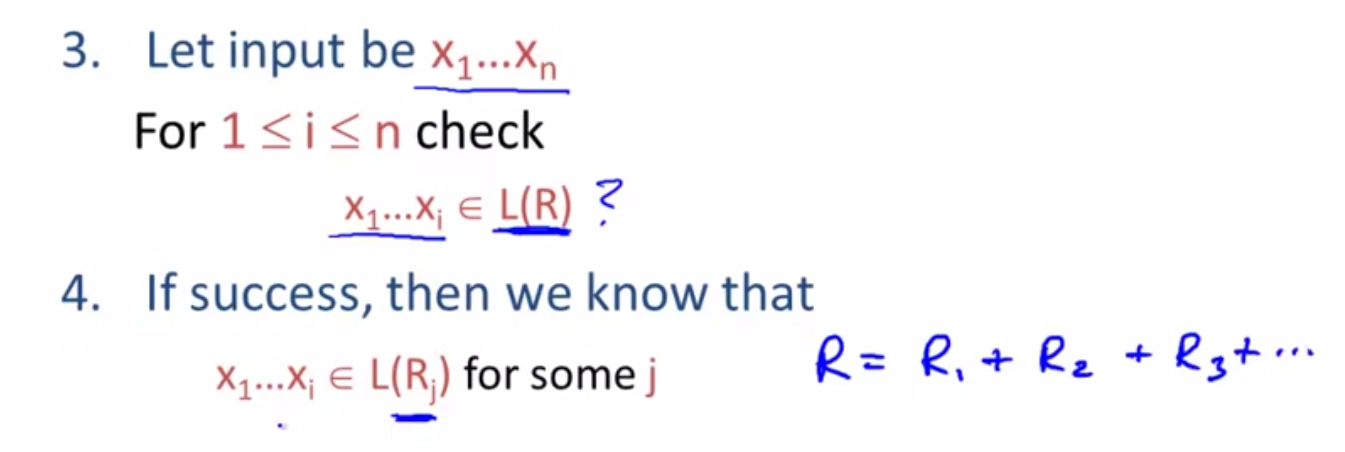 3. Let input be x₁...xₙ
For 1 ≤ i ≤ n check
x₁...xᵢ ∈ L(R) ?
4. If success, then we know that
x₁...xᵢ ∈ L(Rⱼ) for some j
R = R₁ + R₂ + R₃ + ...